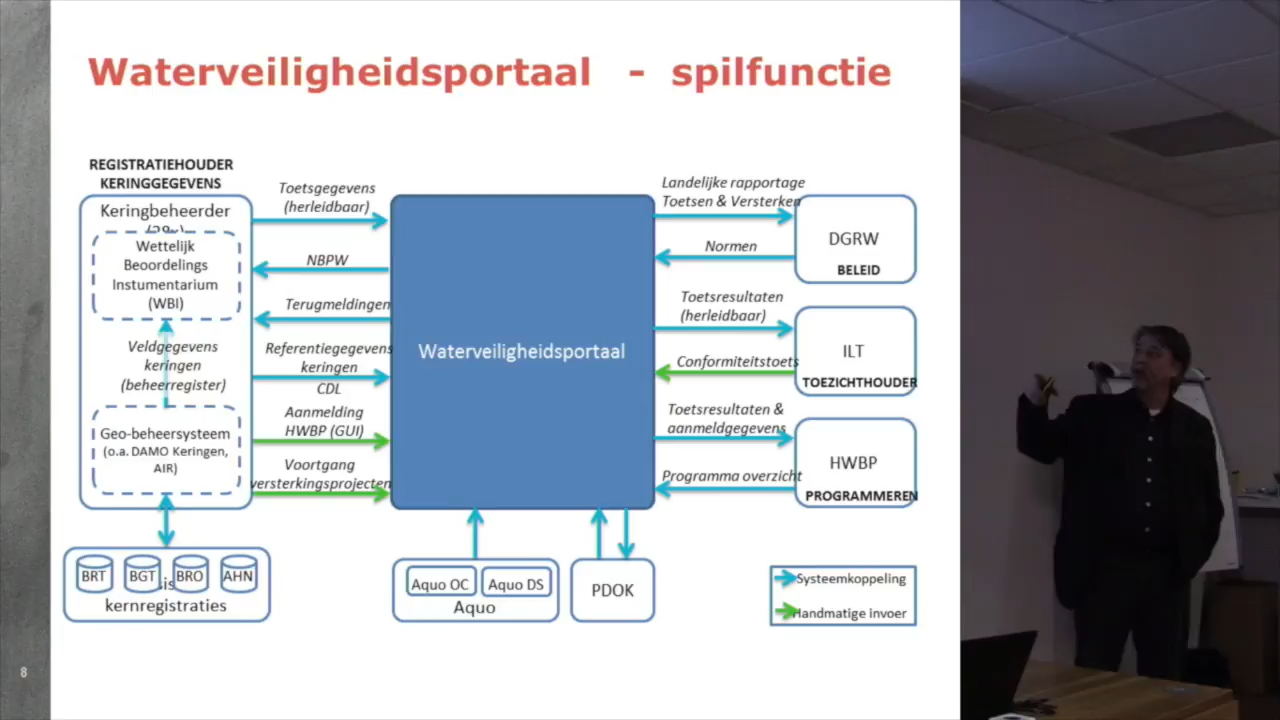 Waterveiligheidsportaal - spilfunctie
REGISTRATIEHOUDER
KERINGGEGEVENS
Keringbeheerder
Wettelijk
Beoordelings
Instumentarium
(WBI)
Veldgegevens
keringen
(beheerregister)
Geo-beheersysteem
(o.a. DAMO Keringen,
AIR)
BRT
BGT
BRO
AHN
kernregistraties
Toetsgegevens
(herleidbaar)
NBPW
Terugmeldingen
Referentiegegevens
keringen
CDL
Aanmelding
HWBP (GUI)
Voortgang
versterkingsprojecten
Waterveiligheidsportaal
Aquo OC
Aquo DS
Aquo
PDOK
Landelijke rapportage
Toetsen & Versterken
Normen
Toetsresultaten
(herleidbaar)
Conformiteitstoets
Toetsresultaten &
aanmeldgegevens
Programma overzicht
DGRW
BELEID
ILT
TOEZICHTHOUDER
HWBP
PROGRAMMEREN
Systeemkoppeling
Handmatige invoer
8